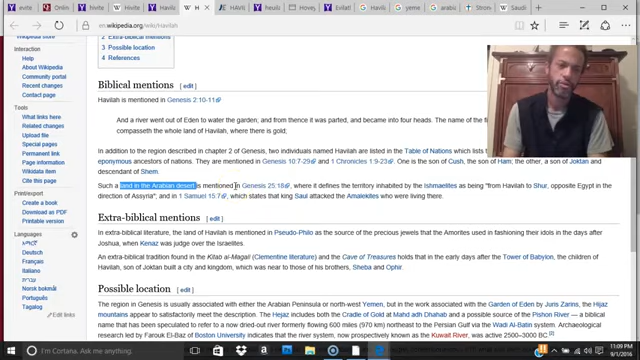 evite
Onlin
Hivite
Havila
H
HAVIL
heula
Hove
Evilat
G
yeme
arabi
Stron
Saudi
en.wikipedia.org/wiki/Havilah
Interaction
Help
About Wikipedia
Community portal
Recent changes
Contact page
Tools
What links here
Related changes
Upload file
Special pages
Permanent link
Page information
Wikidata item
Cite this page
Languages
Deutsch
Français
Italiano
Norsk bokmål
Português
Tagalog
2 Extra-biblical mentions
3 Possible location
4 References
Biblical mentions [ edit ]
Havilah is mentioned in Genesis 2:10-11
And a river went out of Eden to water the garden; and from thence it was parted, and became into four heads. The name of the
compasseth the whole land of Havilah, where there is gold;
In addition to the region described in chapter 2 of Genesis, two individuals named Havilah are listed in the Table of Nations which lists
eponymous ancestors of nations. They are mentioned in Genesis 10:7-29 and 1 Chronicles 1:9-23. One is the son of Cush, the son of Ham; the other, a son of Joktan and
descendant of Shem.
Such a land in the Arabian desert is mentioned in Genesis 25:18, where it defines the territory inhabited by the Ishmaelites as being "from Havilah to Shur, opposite Egypt in the
direction of Assyria; and in 1 Samuel 15:7, which states that king Saul attacked the Amalekites who were living there.
Extra-biblical mentions [ edit ]
In extra-biblical literature, the land of Havilah is mentioned in Pseudo-Philo as the source of the precious jewels that the Amorites used in fashioning their idols in the days after
Joshua, when Kenaz was judge over the Israelites.
An extra-biblical tradition found in the Kitab al-Magall (Clementine literature) and the Cave of Treasures holds that in the early days after the Tower of Babylon, the children of
Havilah, son of Joktan built a city and kingdom, which was near to those of his brothers, Sheba and Ophir.
Possible location [ edit ]
The region in Genesis is usually associated with either the Arabian Peninsula or north-west Yemen, but in the work associated with the Garden of Eden by Juris Zarins, the Hijaz
mountains appear to satisfactorily meet the description. The Hejaz includes both the Cradle of Gold at Mahd adh Dhahab and a possible source of the Pishon River — a
biblical name that has been speculated to refer to a now dried-out river formerly flowing 600 miles (970 km) northeast to the Persian Gulf via the Wadi Al-Batin system. Archaeological
research led by Farouk El-Baz of Boston University indicates that the river system, now prospectively known as the Kuwait River, was active 2500–3000 BC. [2]
I'm Cortana. Ask me anything.
11:09 PM
9/1/2016